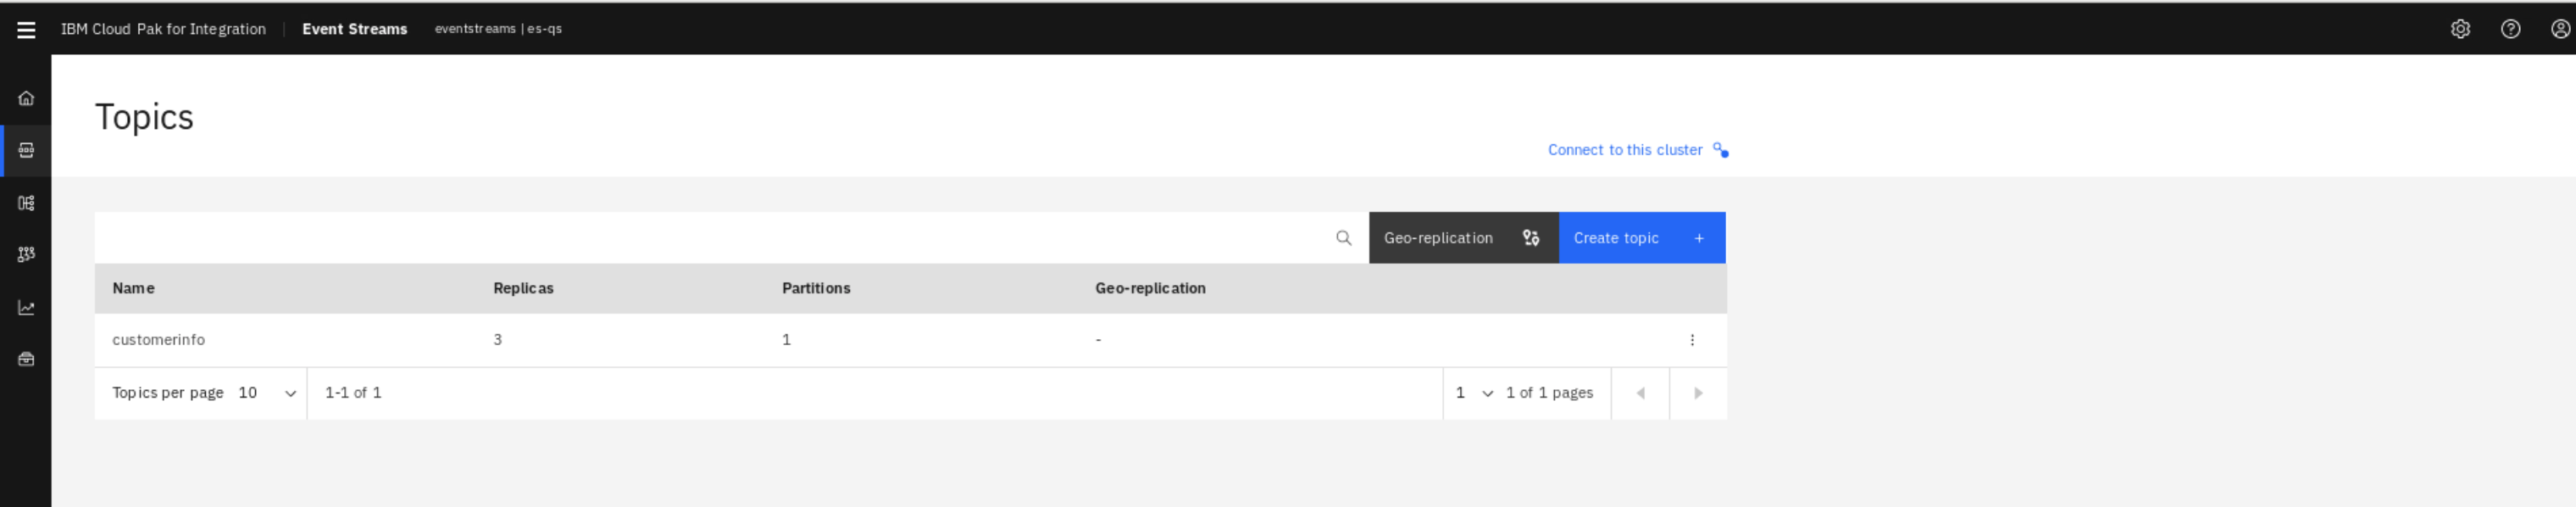 IBM Cloud Pak for Integration | Event Streams eventstreams | es-qs
Topics
Connect to this cluster
Geo-replication Create topic +
Name Replicas Partitions Geo-replication
customerinfo 3 1 -
Topics per page 10 1-1 of 1 1 1 of 1 pages